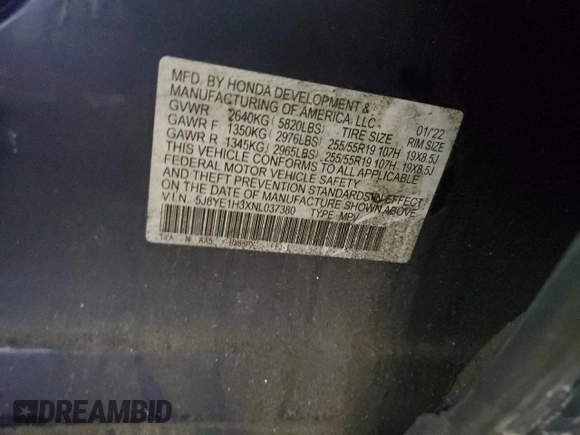 MFD. BY HONDA DEVELOPMENT &
MANUFACTURING OF AMERICA, LLC 01/22
GVWR 2640KG ( 5820LBS) TIRE SIZE RIM SIZE
GAWR F 1350KG ( 2976LBS) 255/55R19 107H 19X8.5J
GAWR R 1345KG ( 2965LBS) 255/55R19 107H 19X8.5J
THIS VEHICLE CONFORMS TO ALL APPLICABLE
FEDERAL MOTOR VEHICLE SAFETY
AND THEFT PREVENTION STANDARDS IN EFFECT
ON THE DATE OF MANUFACTURE SHOWN ABOVE.
V.I.N. 5J8YE1H3XNL037380 TYPE MPV
DREAMBID